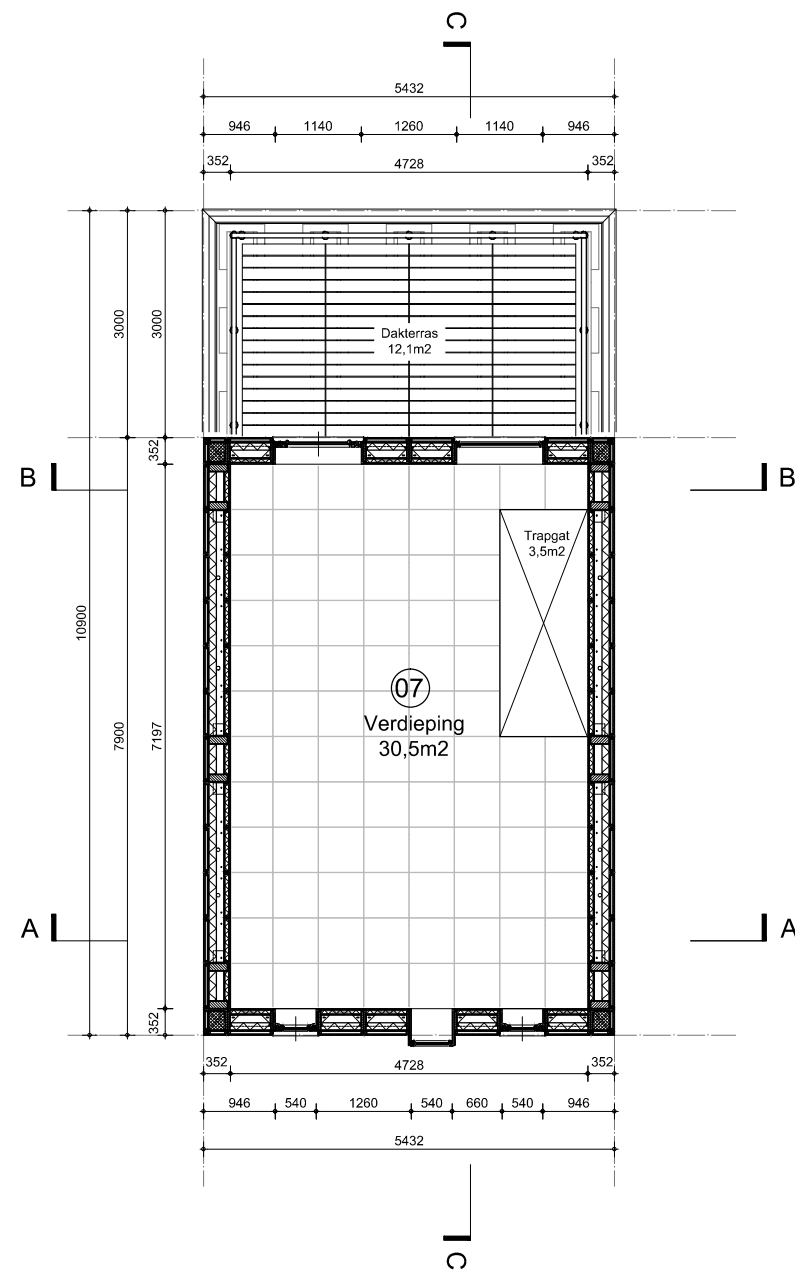 C
5432
946 1140 1260 1140 946
352 4728 352
3000 3000
Dakterras
12,1m2
352
B B
Trapgat
3,5m2
10900
07
Verdieping
30,5m2
7900 7197
A A
352
352 4728 352
946 540 1260 540 660 540 946
5432
C